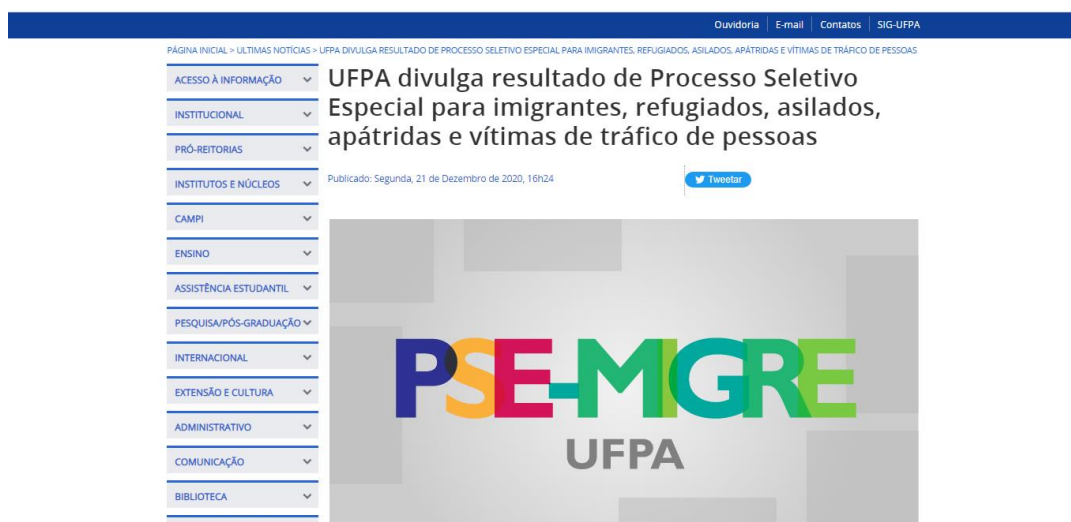 Ouvidoria E-mail Contatos SIG-UFPA
PÁGINA INICIAL > ULTIMAS NOTÍCIAS > UFPA DIVULGA RESULTADO DE PROCESSO SELETIVO ESPECIAL PARA IMIGRANTES, REFUGIADOS, ASILADOS, APÁTRIDAS E VÍTIMAS DE TRÁFICO DE PESSOAS
ACESSO À INFORMAÇÃO
INSTITUCIONAL
PRÓ-REITORIAS
INSTITUTOS E NÚCLEOS
CAMPI
ENSINO
ASSISTÊNCIA ESTUDANTIL
PESQUISA/PÓS-GRADUAÇÃO
INTERNACIONAL
EXTENSÃO E CULTURA
ADMINISTRATIVO
COMUNICAÇÃO
BIBLIOTECA
UFPA divulga resultado de Processo Seletivo
Especial para imigrantes, refugiados, asilados,
apátridas e vítimas de tráfico de pessoas
Publicado: Segunda, 21 de Dezembro de 2020, 16h24
Tweetar
PSE-MIGRE
UFPA